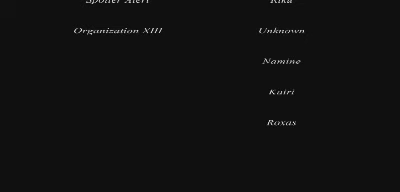 Spoiler Alert
Riku
Organization XIII
Unknown
Namine
Kairi
Roxas